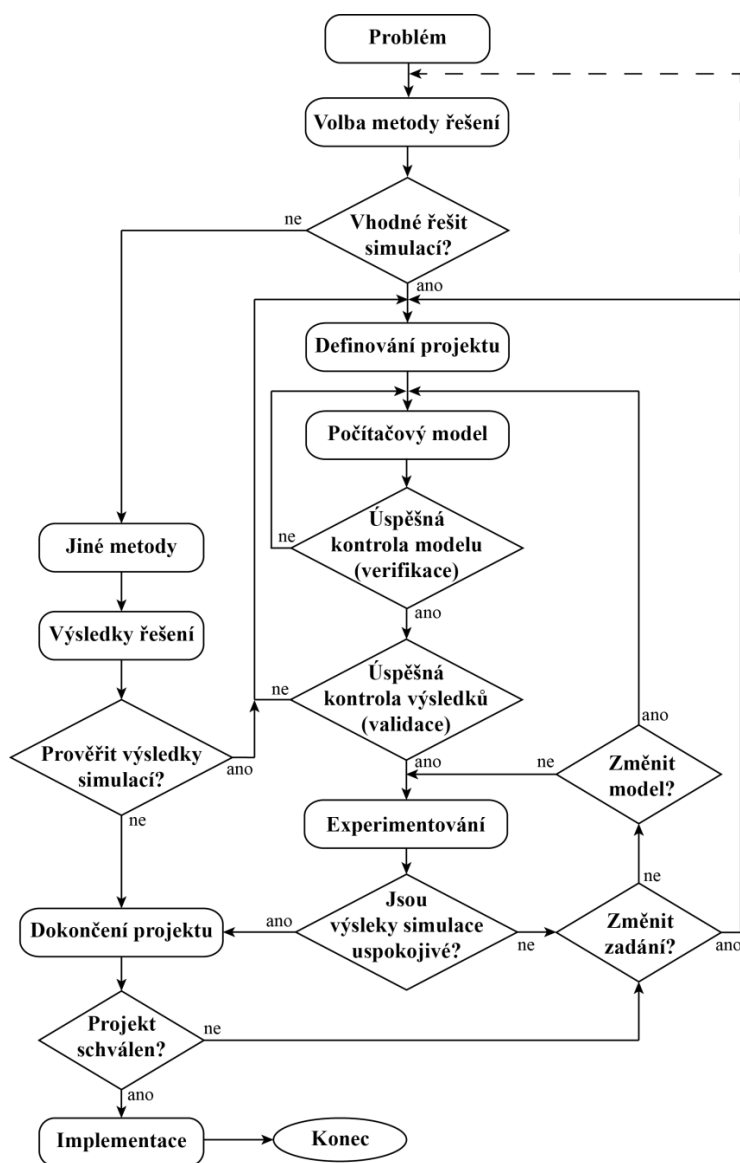 Problém
Volba metody řešení
ne
Vhodné řešit
simulací?
ano
Definování projektu
Počítačový model
Úspěšná
kontrola modelu
(verifikace)
ne
ano
Jiné metody
Výsledky řešení
Úspěšná
kontrola výsledků
(validace)
ne
ano
Prověřit výsledky
simulací?
ano
ne
ano
Změnit
model?
ne
ne
Experimentování
Jsou
výsleky simulace
uspokojivé?
ano
ne
Změnit
zadání?
ano
Dokončení projektu
Projekt
schválen?
ne
ano
Implementace
Konec